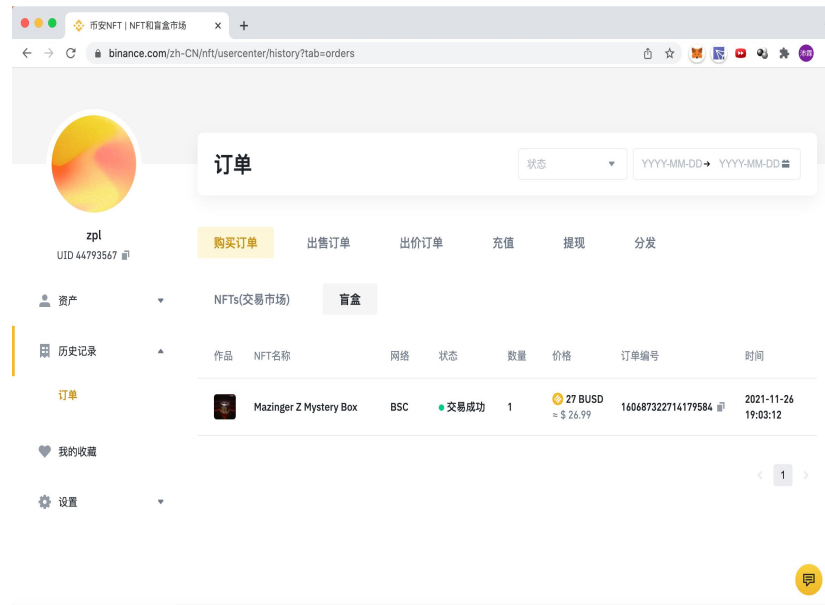 币安NFT | NFT和盲盒市场
binance.com/zh-CN/nft/usercenter/history?tab=orders
沛霖
zpl
UID 44793567
资产
历史记录
订单
我的收藏
设置
订单
状态
YYYY-MM-DD → YYYY-MM-DD
购买订单 出售订单 出价订单 充值 提现 分发
NFTs(交易市场) 盲盒
作品 NFT名称 网络 状态 数量 价格 订单编号 时间
Mazinger Z Mystery Box BSC 交易成功 1 27 BUSD 160687322714179584 2021-11-26
≈ $ 26.99 19:03:12
1